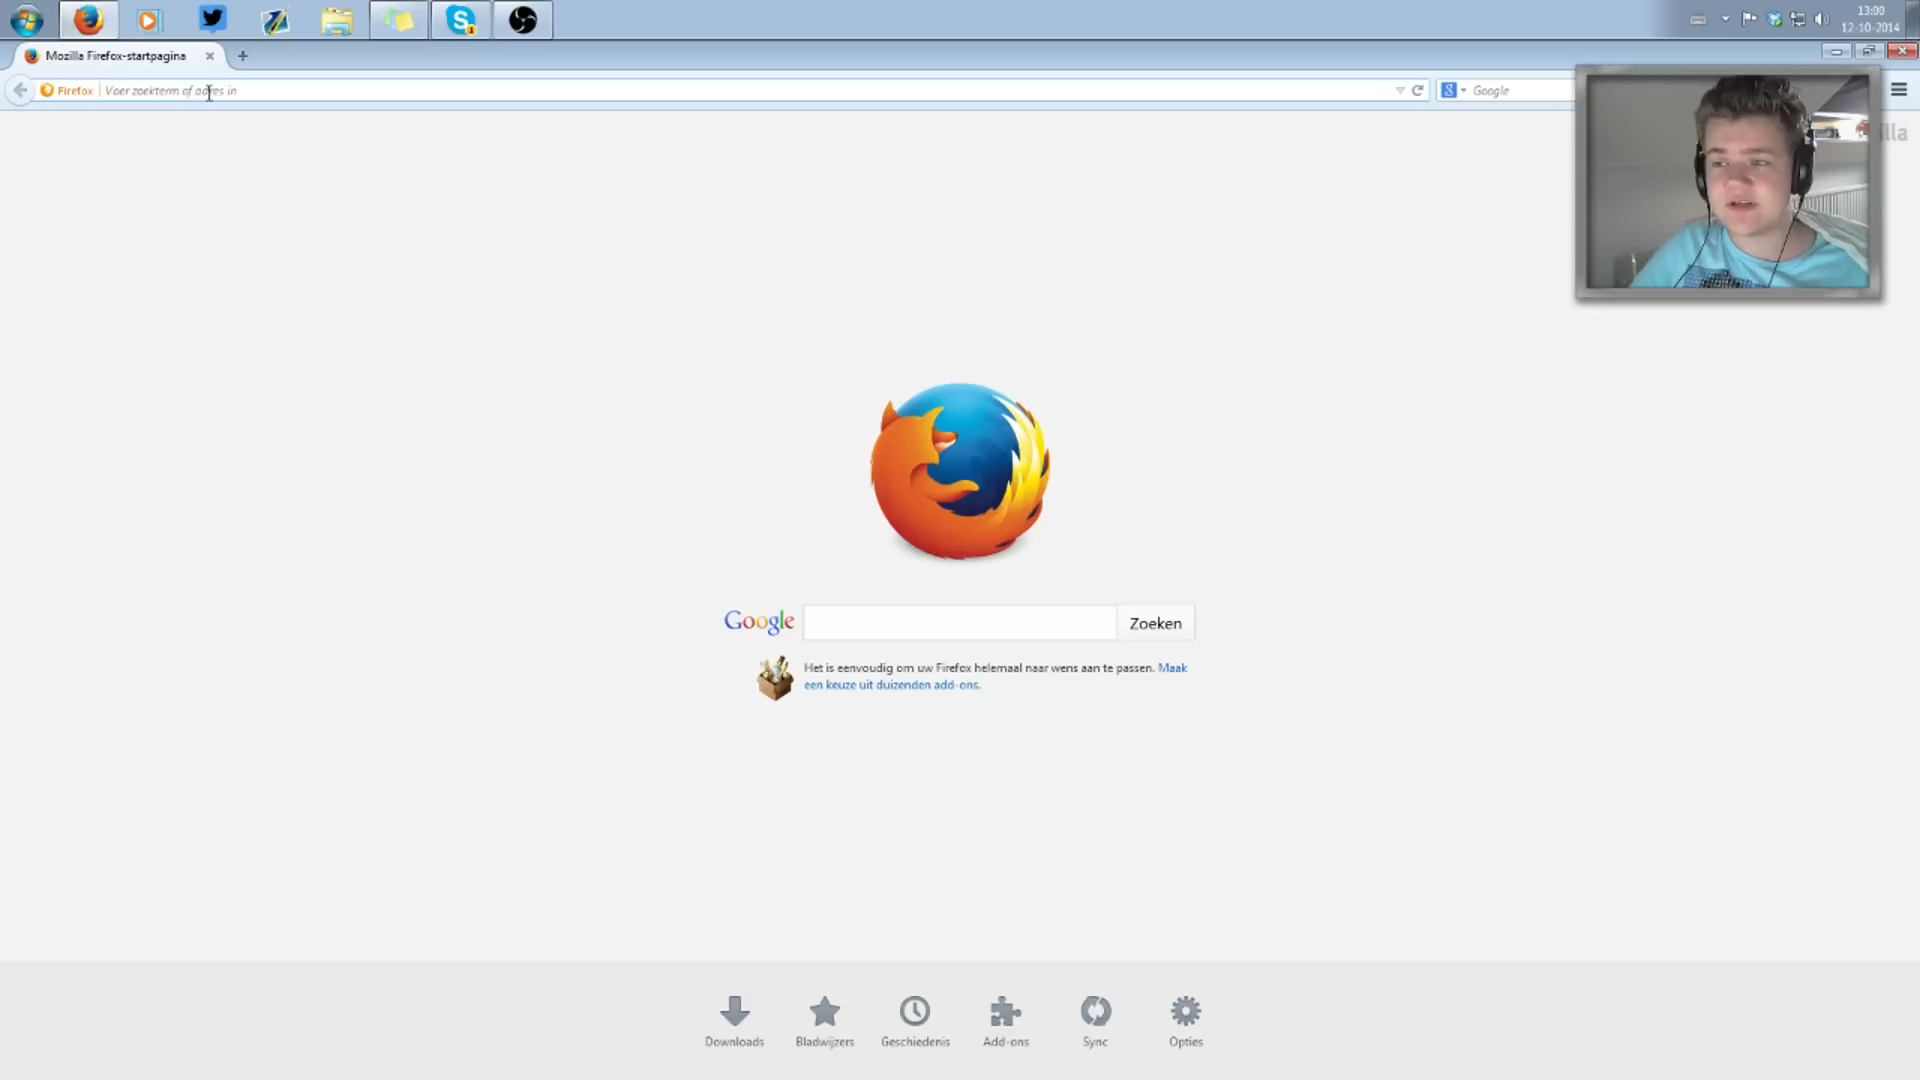 13:00
12-10-2014
Mozilla Firefox-startpagina
Firefox
Voer zoekterm of adres in
Google
illa
Google
Zoeken
Het is eenvoudig om uw Firefox helemaal naar wens aan te passen. Maak
een keuze uit duizenden add-ons.
Downloads
Bladwijzers
Geschiedenis
Add-ons
Sync
Opties